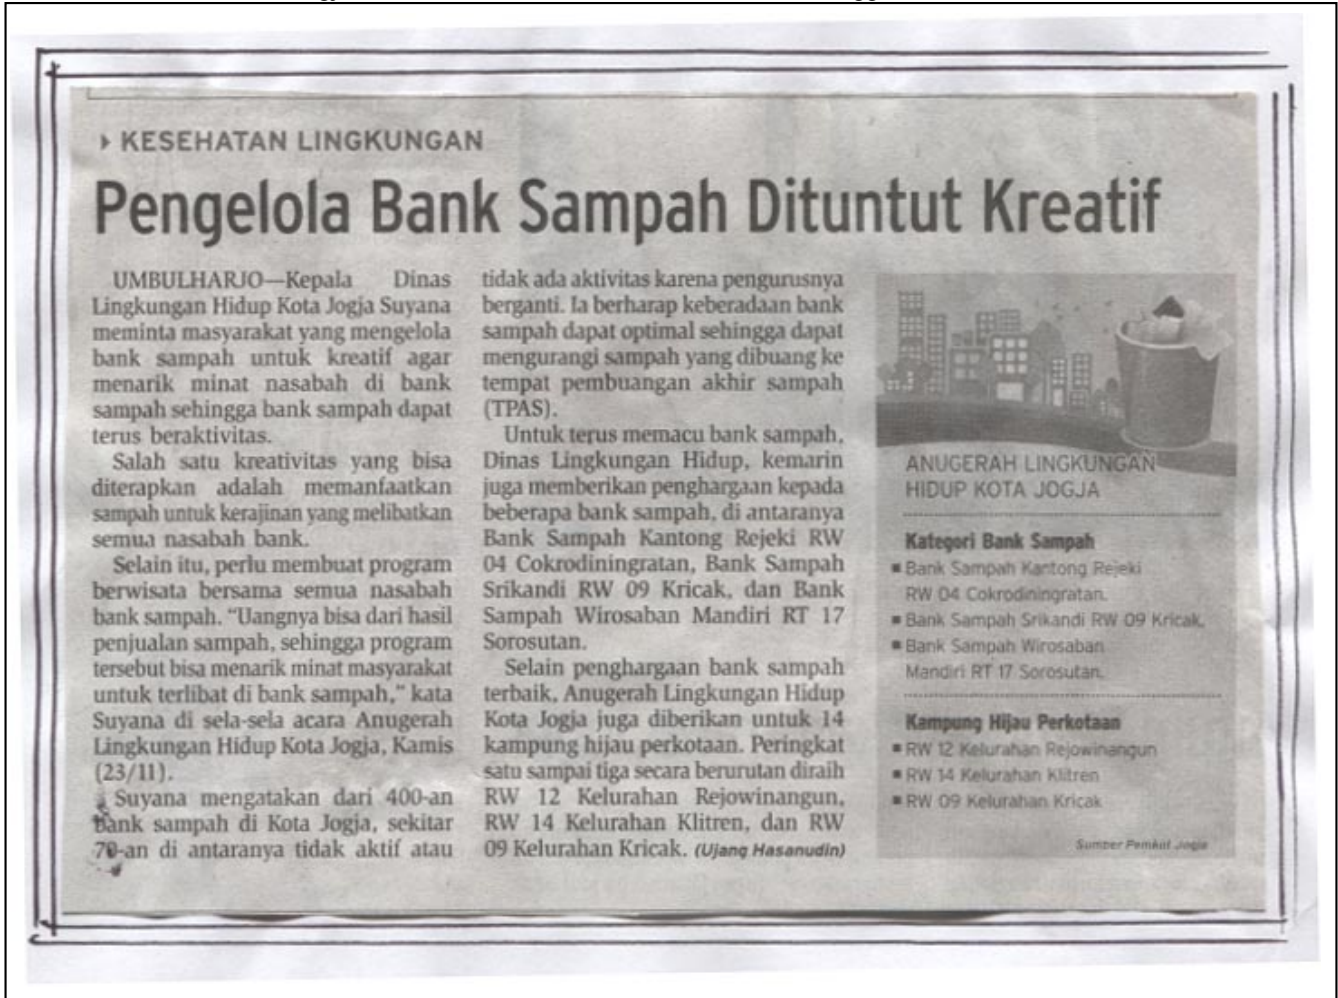 KESEHATAN LINGKUNGAN
Pengelola Bank Sampah Dituntut Kreatif
UMBULHARJO—Kepala Dinas
Lingkungan Hidup Kota Jogja Suyana
meminta masyarakat yang mengelola
bank sampah untuk kreatif agar
menarik minat nasabah di bank
sampah sehingga bank sampah dapat
terus beraktivitas.
Salah satu kreativitas yang bisa
diterapkan adalah memanfaatkan
sampah untuk kerajinan yang melibatkan
semua nasabah bank.
Selain itu, perlu membuat program
berwisata bersama semua nasabah
bank sampah. “Uangnya bisa dari hasil
penjualan sampah, sehingga program
tersebut bisa menarik minat masyarakat
untuk terlibat di bank sampah,” kata
Suyana di sela-sela acara Anugerah
Lingkungan Hidup Kota Jogja, Kamis
(23/11).
Suyana mengatakan dari 400-an
bank sampah di Kota Jogja, sekitar
70-an di antaranya tidak aktif atau
tidak ada aktivitas karena pengurusnya
berganti. Ia berharap keberadaan bank
sampah dapat optimal sehingga dapat
mengurangi sampah yang dibuang ke
tempat pembuangan akhir sampah
(TPAS).
Untuk terus memacu bank sampah,
Dinas Lingkungan Hidup, kemarin
juga memberikan penghargaan kepada
beberapa bank sampah, di antaranya
Bank Sampah Kantong Rejeki RW
04 Cokrodiningratan, Bank Sampah
Srikandi RW 09 Kricak, dan Bank
Sampah Wirosaban Mandiri RT 17
Sorosutan.
Selain penghargaan bank sampah
terbaik, Anugerah Lingkungan Hidup
Kota Jogja juga diberikan untuk 14
kampung hijau perkotaan. Peringkat
satu sampai tiga secara berurutan diraih
RW 12 Kelurahan Rejowinangun,
RW 14 Kelurahan Klitren, dan RW
09 Kelurahan Kricak. (Ujang Hasanudin)
ANUGERAH LINGKUNGAN
HIDUP KOTA JOGJA
Kategori Bank Sampah
Bank Sampah Kantong Rejeki
RW 04 Cokrodiningratan.
Bank Sampah Srikandi RW 09 Kricak.
Bank Sampah Wirosaban
Mandiri RT 17 Sorosutan.
Kampung Hijau Perkotaan
RW 12 Kelurahan Rejowinangun
RW 14 Kelurahan Klitren
RW 09 Kelurahan Kricak
Sumber Pemkot Jogja